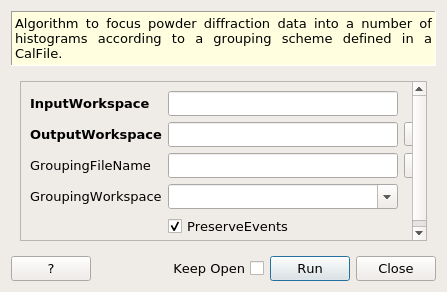 Algorithm to focus powder diffraction data into a number of
histograms according to a grouping scheme defined in a
CalFile.
InputWorkspace
OutputWorkspace
GroupingFileName
GroupingWorkspace
PreserveEvents
? Keep Open Run Close